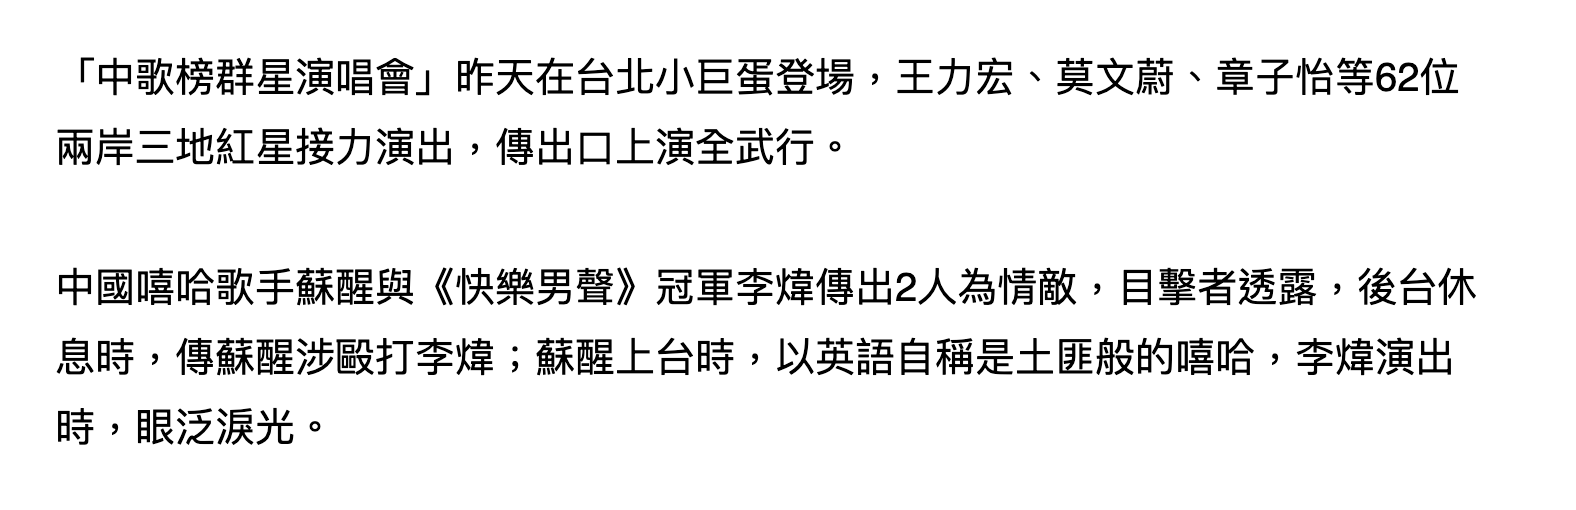 「中歌榜群星演唱會」昨天在台北小巨蛋登場，王力宏、莫文蔚、章子怡等62位
兩岸三地紅星接力演出，傳出口上演全武行。
中國嘻哈歌手蘇醒與《快樂男聲》冠軍李煒傳出2人為情敵，目擊者透露，後台休
息時，傳蘇醒涉毆打李煒；蘇醒上台時，以英語自稱是土匪般的嘻哈，李煒演出
時，眼泛淚光。